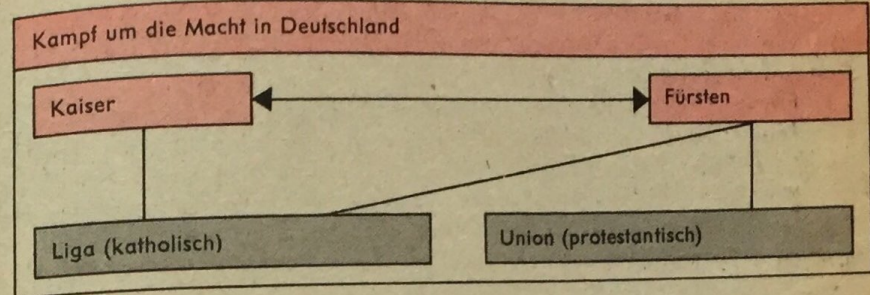 Kampf um die Macht in Deutschland
Kaiser
Fürsten
Liga (katholisch)
Union (protestantisch)